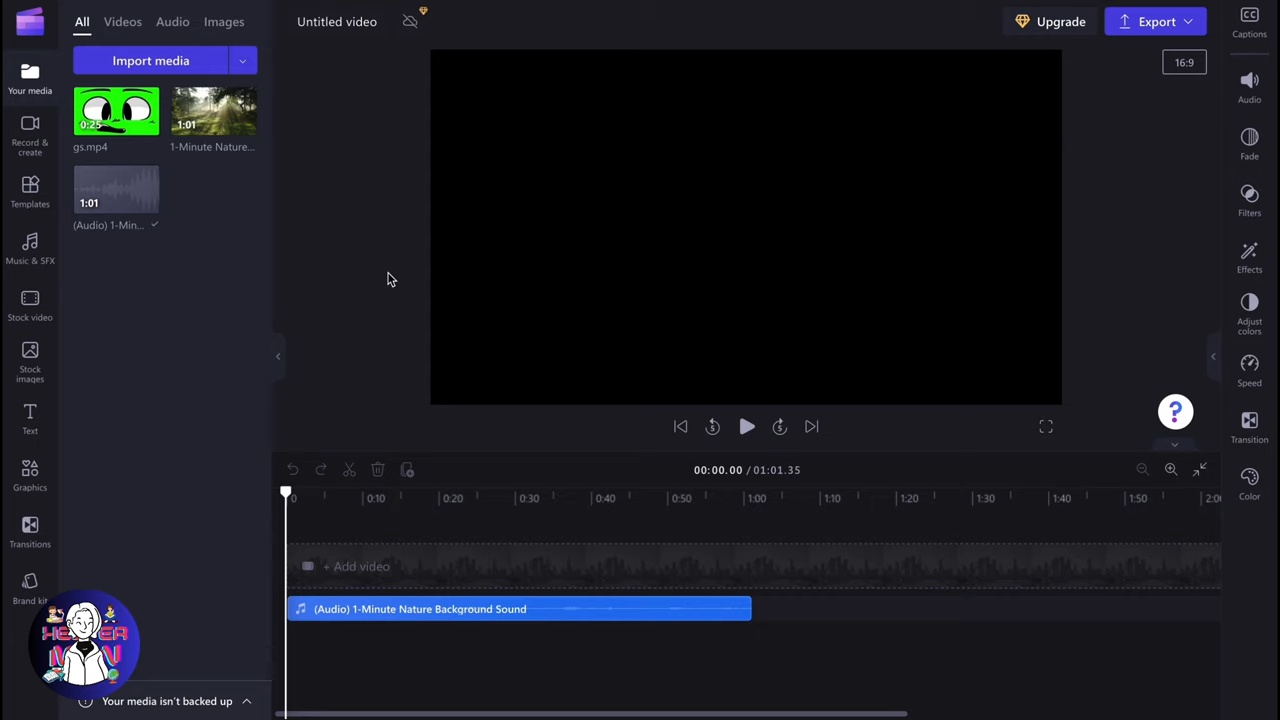 All Videos Audio Images
Untitled video
Upgrade
Export
Import media
16:9
Your media
Record &
create
Templates
Music & SFX
Stock video
Stock
images
Text
Graphics
Transitions
Brand kit
0:25
gs.mp4
1:01
1-Minute Nature...
1:01
(Audio) 1-Min...
Captions
Audio
Fade
Filters
Effects
Adjust
colors
Speed
Transition
Color
?
00:00.00 / 01:01.35
0 0:10 0:20 0:30 0:40 0:50 1:00 1:10 1:20 1:30 1:40 1:50 2:00
+ Add video
(Audio) 1-Minute Nature Background Sound
Your media isn't backed up